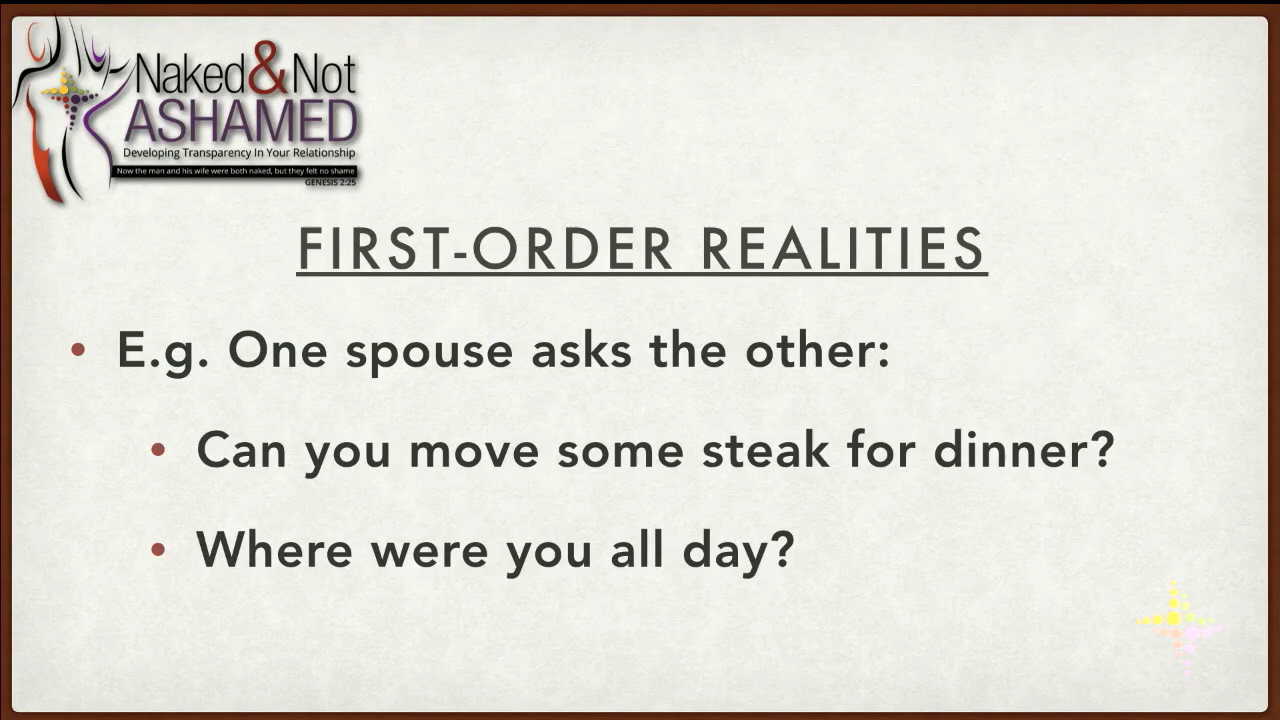 Naked&Not
ASHAMED
Developing Transparency In Your Relationship
Now the man and his wife were both naked, but they felt no shame
GENESIS 2:25
FIRST-ORDER REALITIES
• E.g. One spouse asks the other:
• Can you move some steak for dinner?
• Where were you all day?